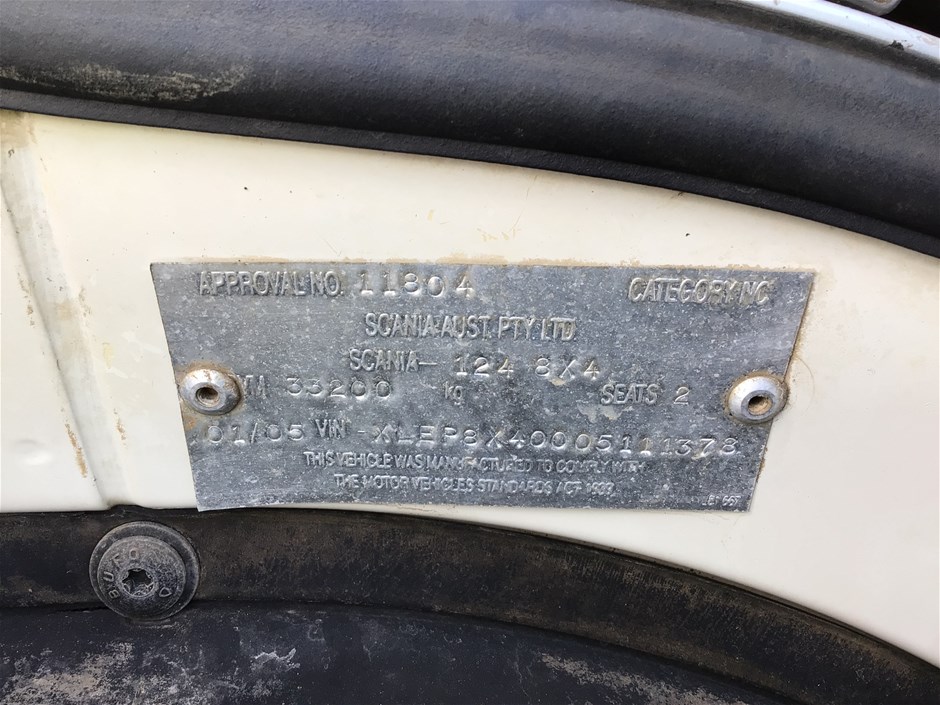 APPROVAL NO. 11804 CATEGORY NC
SCANIA AUST. PTY. LTD.
SCANIA- 124 8X4
M 33200 kg SEATS 2
01/05 VIN -XLEP8X40005111378
THIS VEHICLE WAS MANUFACTURED TO COMPLY WITH
THE MOTOR VEHICLES STANDARDS ACT 1989